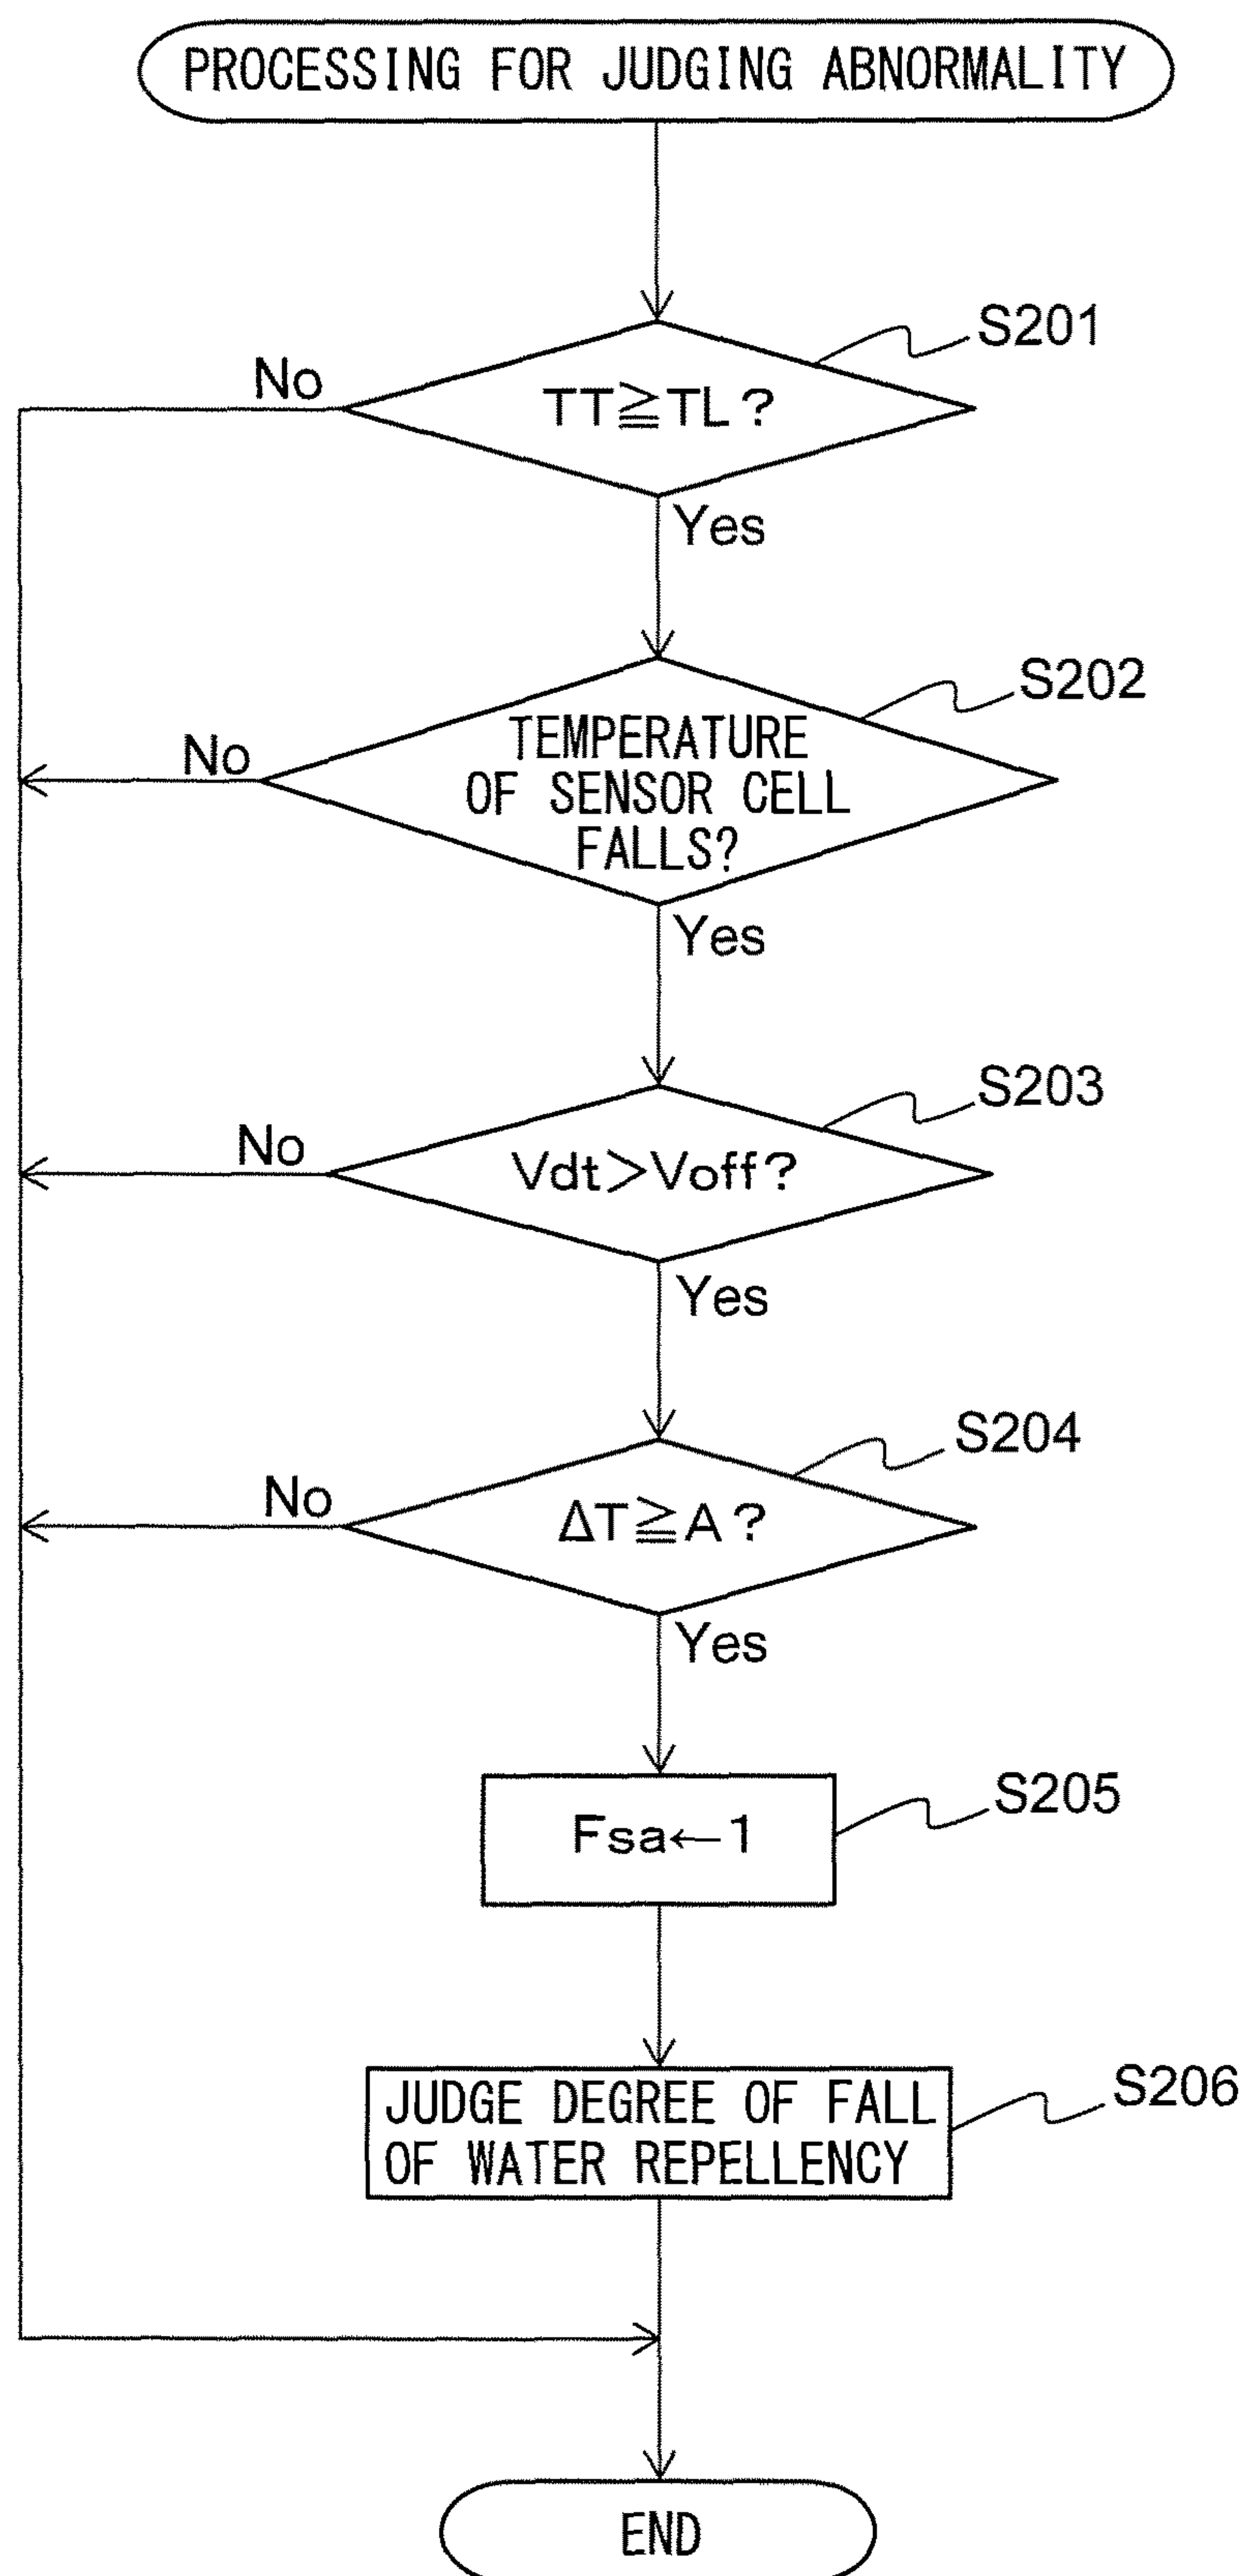 PROCESSING FOR JUDGING ABNORMALITY
S201
No
TT≧TL?
Yes
S202
No
TEMPERATURE
OF SENSOR CELL
FALLS?
Yes
S203
No
Vdt>Voff?
Yes
S204
No
ΔT≧A?
Yes
S205
Fsa←1
S206
JUDGE DEGREE OF FALL
OF WATER REPELLENCY
END